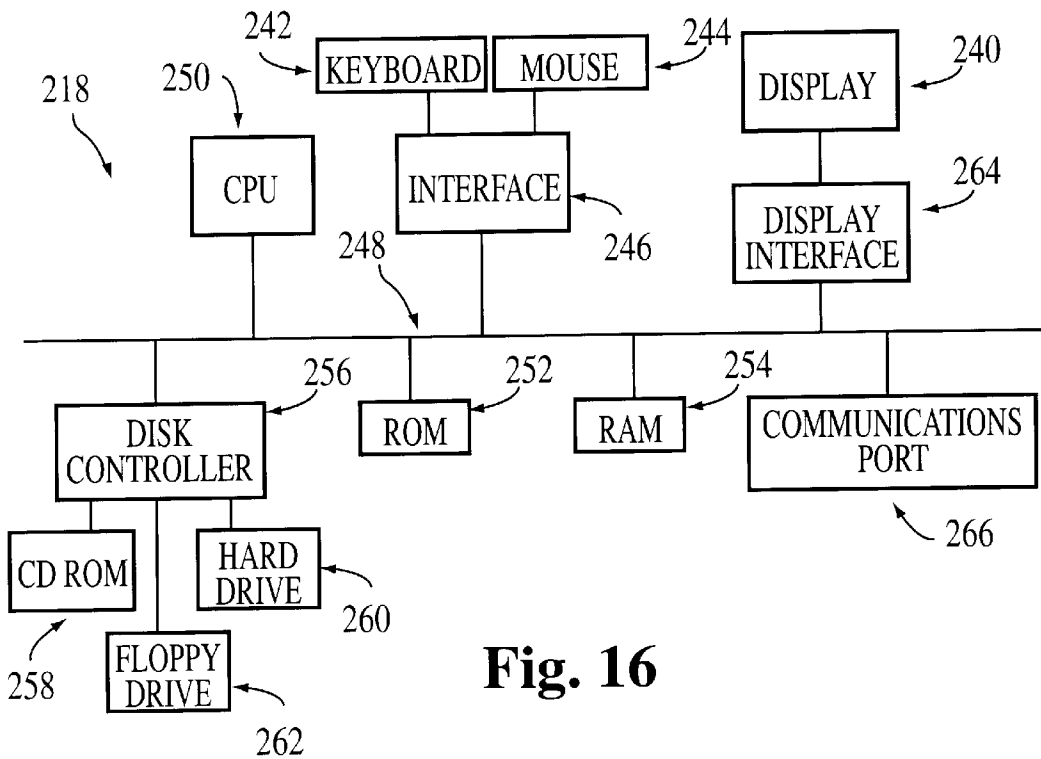 242
KEYBOARD
MOUSE
244
240
DISPLAY
218
250
CPU
INTERFACE
246
264
DISPLAY
INTERFACE
248
256
DISK
CONTROLLER
252
ROM
254
RAM
COMMUNICATIONS
PORT
266
CD ROM
258
HARD
DRIVE
260
FLOPPY
DRIVE
262
Fig. 16